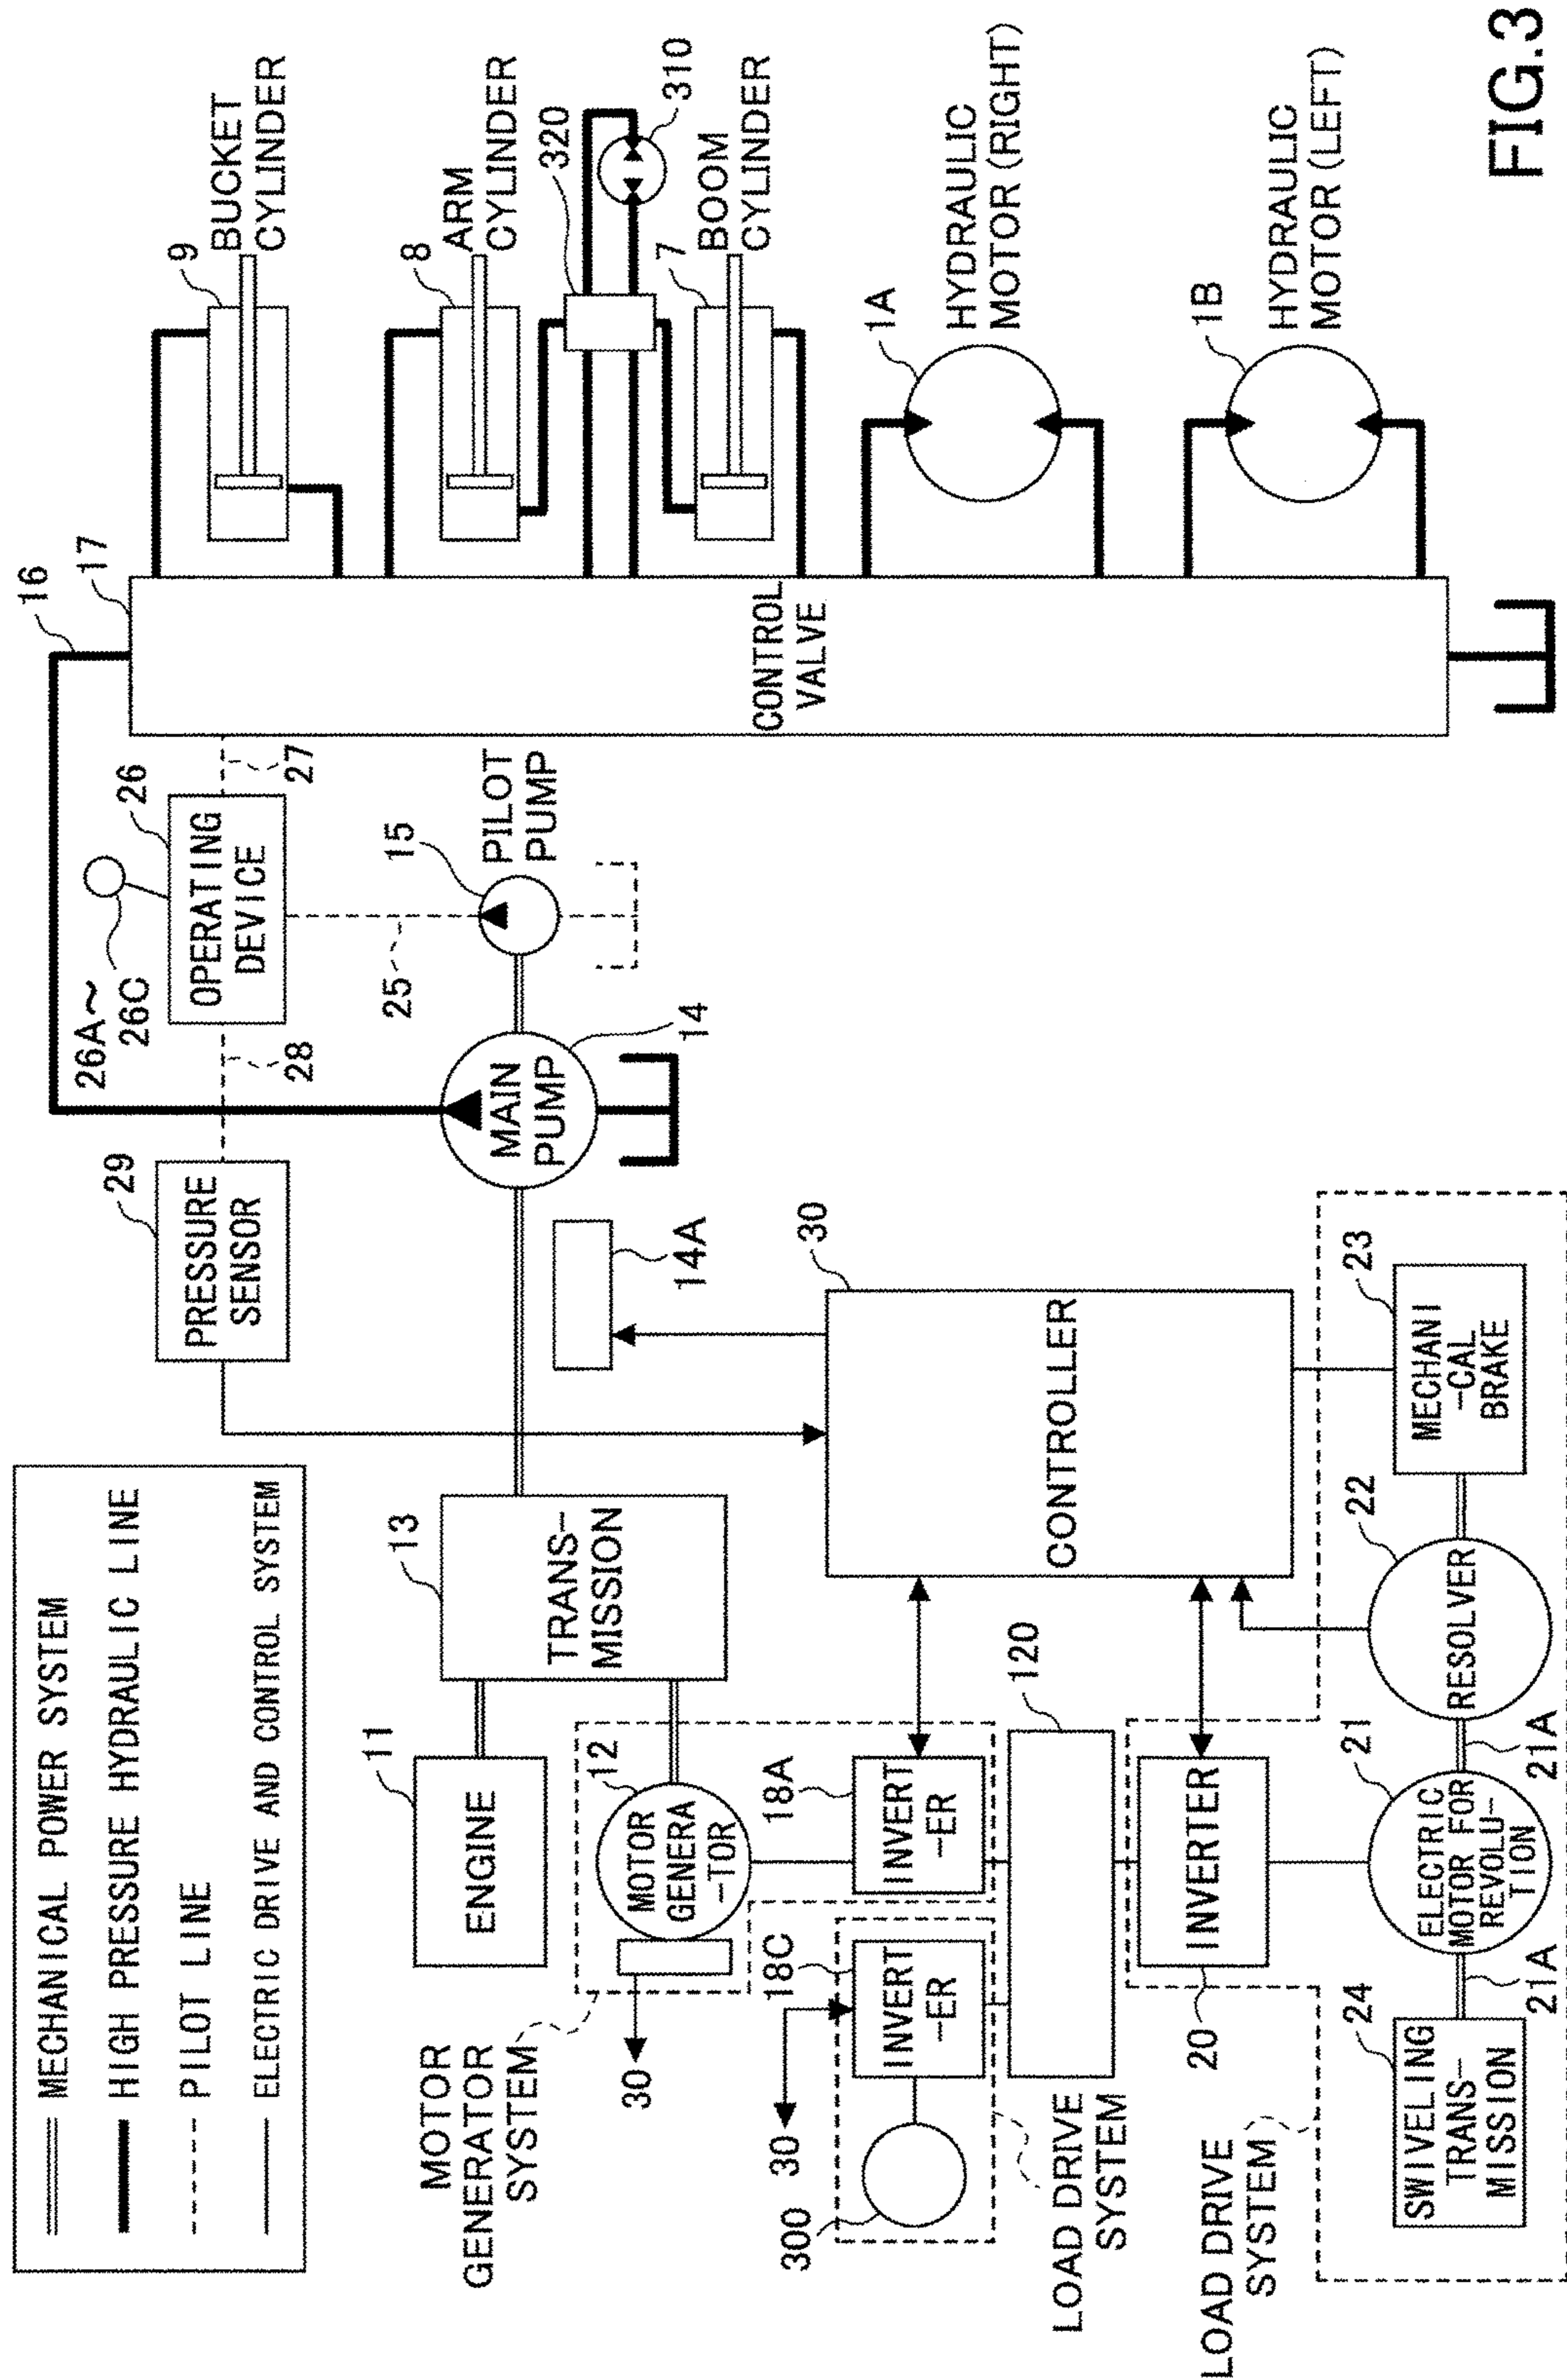 MECHANICAL POWER SYSTEM
HIGH PRESSURE HYDRAULIC LINE
PILOT LINE
ELECTRIC DRIVE AND CONTROL SYSTEM
29
PRESSURE
SENSOR
28
26A~
26C
26
OPERATING
DEVICE
27
25
15
PILOT
PUMP
14
MAIN
PUMP
14A
16
17
CONTROL
VALVE
9
BUCKET
CYLINDER
8
ARM
CYLINDER
320
310
7
BOOM
CYLINDER
1A
HYDRAULIC
MOTOR (RIGHT)
1B
HYDRAULIC
MOTOR (LEFT)
11
ENGINE
13
TRANS-
MISSION
12
MOTOR
GENERA
-TOR
MOTOR
GENERATOR
SYSTEM
30
18A
INVERT
-ER
18C
INVERT
-ER
30
300
LOAD DRIVE
SYSTEM
120
30
CONTROLLER
20
INVERTER
LOAD DRIVE
SYSTEM
24
SWIVELING
TRANS-
MISSION
21A
21
ELECTRIC
MOTOR FOR
REVOLU-
TION
21A
22
RESOLVER
23
MECHANI
-CAL
BRAKE
FIG.3